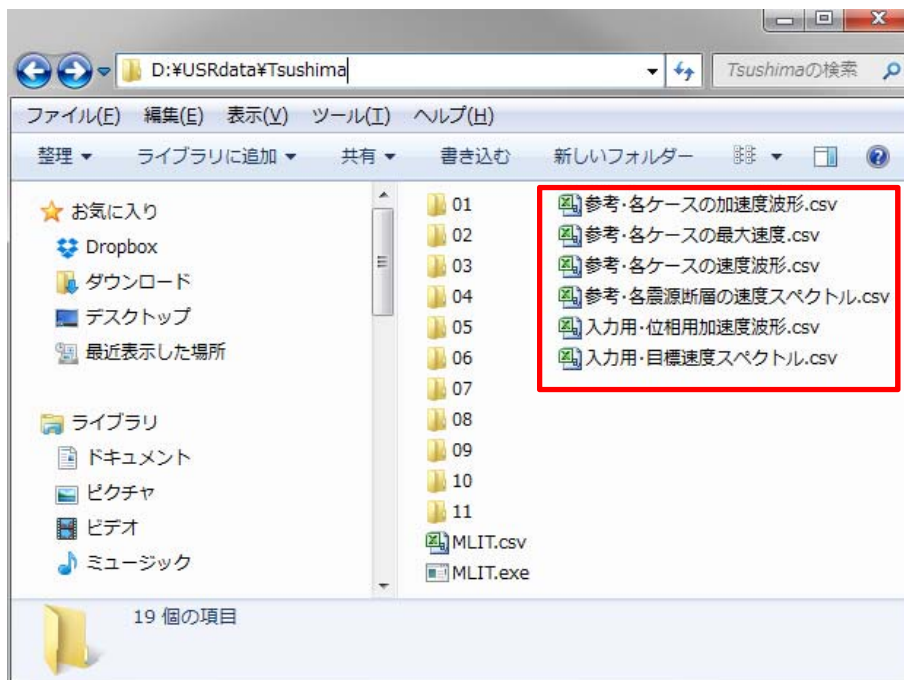 D:¥USRdata¥Tsushima
Tsushimaの検索
ファイル(F) 編集(E) 表示(V) ツール(T) ヘルプ(H)
整理 ライブラリに追加 共有 書き込む 新しいフォルダー
お気に入り
Dropbox
ダウンロード
デスクトップ
最近表示した場所
ライブラリ
ドキュメント
ピクチャ
ビデオ
ミュージック
01
02
03
04
05
06
07
08
09
10
11
MLIT.csv
MLIT.exe
参考・各ケースの加速度波形.csv
参考・各ケースの最大速度.csv
参考・各ケースの速度波形.csv
参考・各震源断層の速度スペクトル.csv
入力用・位相用加速度波形.csv
入力用・目標速度スペクトル.csv
19 個の項目